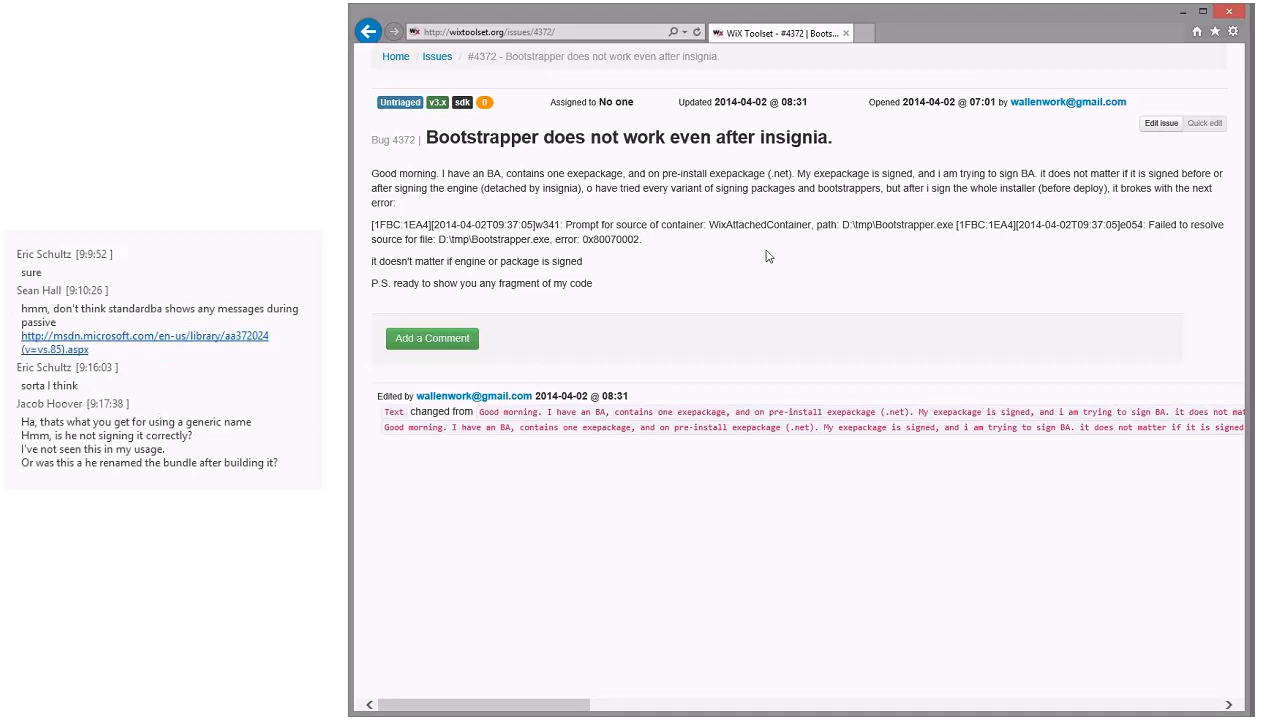 Eric Schultz [9:9:52 ]
sure
Sean Hall [9:10:26 ]
hmm, don't think standardba shows any messages during
passive
http://msdn.microsoft.com/en-us/library/aa372024
(v=vs.85).aspx
Eric Schultz [9:16:03 ]
sorta I think
Jacob Hoover [9:17:38 ]
Ha, thats what you get for using a generic name
Hmm, is he not signing it correctly?
I've not seen this in my usage.
Or was this a he renamed the bundle after building it?
http://wixtoolset.org/issues/4372/
WiX Toolset - #4372 | Boots...
Home / Issues / #4372 - Bootstrapper does not work even after insignia.
Untriaged v3.x sdk 0 Assigned to No one Updated 2014-04-02 @ 08:31 Opened 2014-04-02 @ 07:01 by wallenwork@gmail.com
Edit issue Quick edit
Bug 4372 | Bootstrapper does not work even after insignia.
Good morning. I have an BA, contains one exepackage, and on pre-install exepackage (.net). My exepackage is signed, and i am trying to sign BA. it does not matter if it is signed before or
after signing the engine (detached by insignia), o have tried every variant of signing packages and bootstrappers, but after i sign the whole installer (before deploy), it brokes with the next
error:
[1FBC:1EA4][2014-04-02T09:37:05]w341: Prompt for source of container: WixAttachedContainer, path: D:\tmp\Bootstrapper.exe [1FBC:1EA4][2014-04-02T09:37:05]e054: Failed to resolve
source for file: D:\tmp\Bootstrapper.exe, error: 0x80070002.
it doesn't matter if engine or package is signed
P.S. ready to show you any fragment of my code
Add a Comment
Edited by wallenwork@gmail.com 2014-04-02 @ 08:31
Text changed from Good morning. I have an BA, contains one exepackage, and on pre-install exepackage (.net). My exepackage is signed, and i am trying to sign BA. it does not mat
Good morning. I have an BA, contains one exepackage, and on pre-install exepackage (.net). My exepackage is signed, and i am trying to sign BA. it does not matter if it is signed